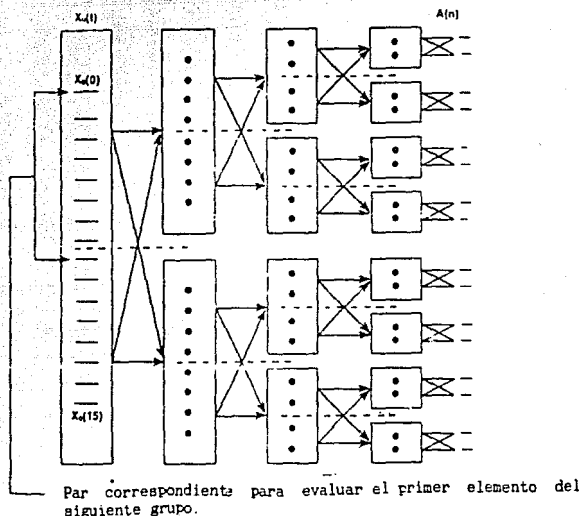 X₀(t)
A(n)
X₀(0)
X₀(15)
Par correspondiente para evaluar el primer elemento del
siguiente grupo.